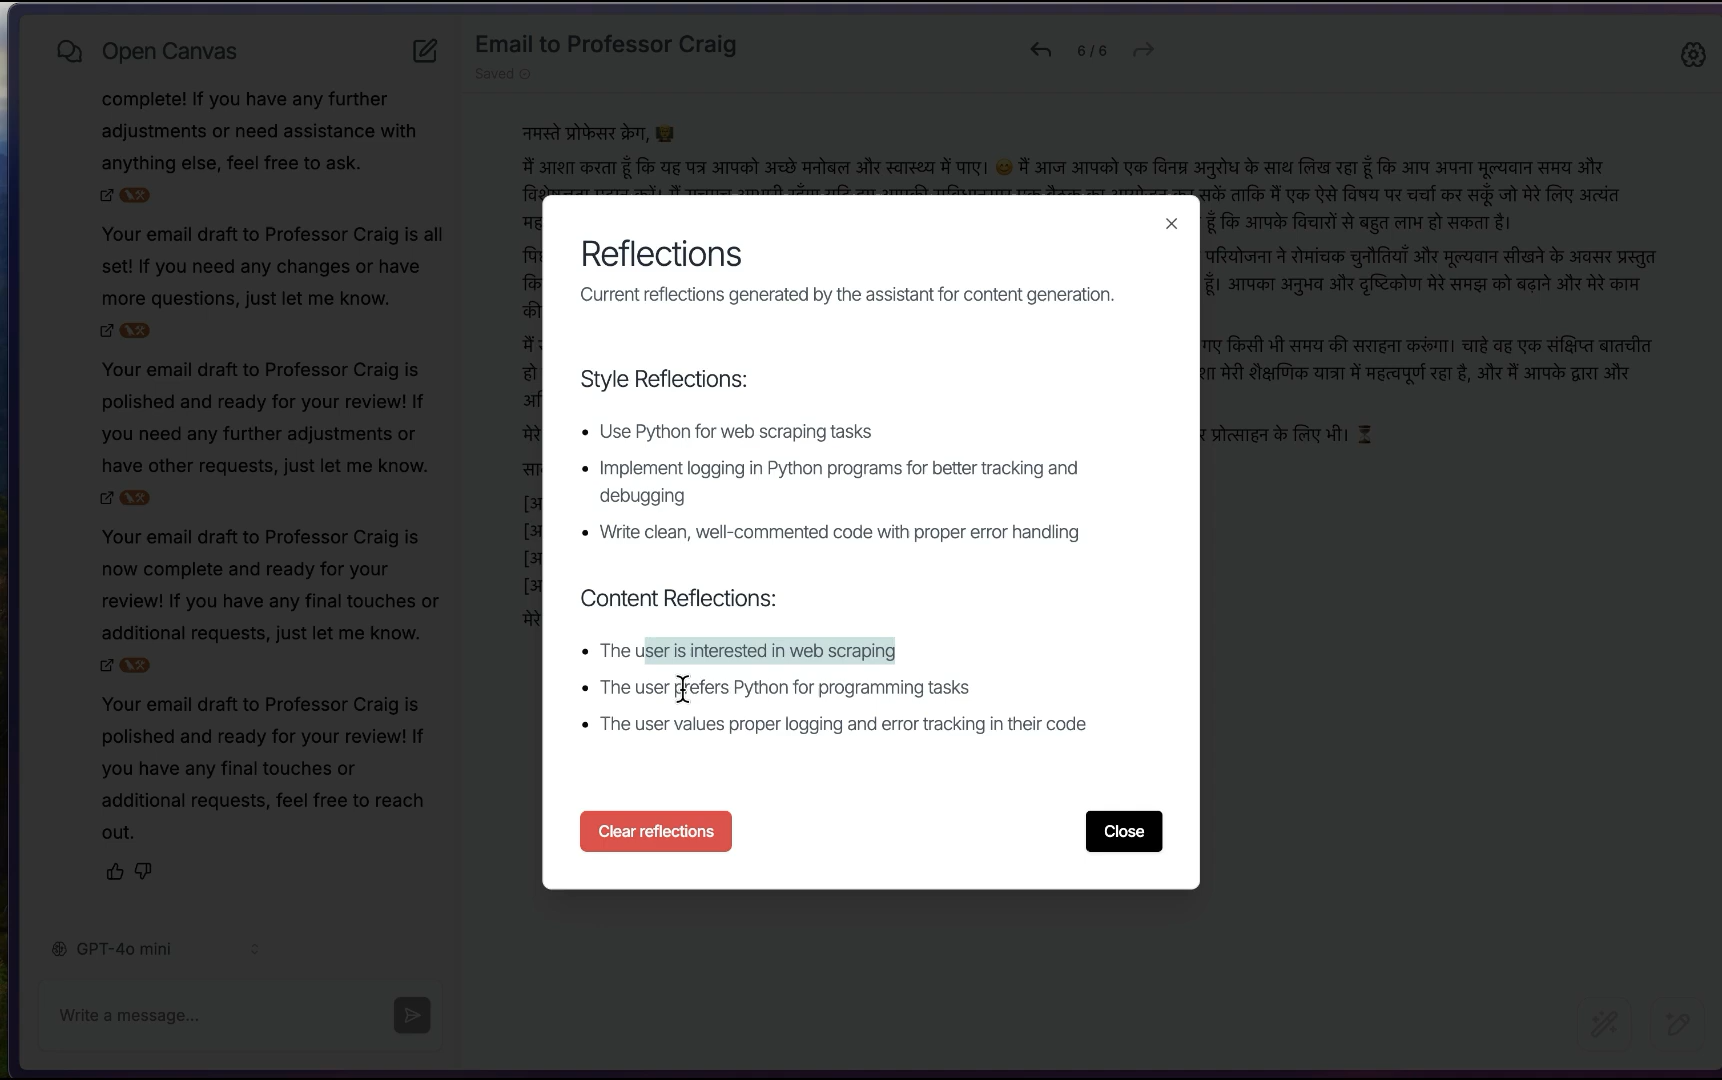 Open Canvas
complete! If you have any further
adjustments or need assistance with
anything else, feel free to ask.
Your email draft to Professor Craig is all
set! If you need any changes or have
more questions, just let me know.
Your email draft to Professor Craig is
polished and ready for your review! If
you need any further adjustments or
have other requests, just let me know.
Your email draft to Professor Craig is
now complete and ready for your
review! If you have any final touches or
additional requests, just let me know.
Your email draft to Professor Craig is
polished and ready for your review! If
you have any final touches or
additional requests, feel free to reach
out.
GPT-4o mini
Write a message...
Email to Professor Craig
Saved
6 / 6
नमस्ते प्रोफेसर क्रेग, 👨‍🏫
मैं आशा करता हूँ कि यह पत्र आपको अच्छे मनोबल और स्वास्थ्य में पाए। 😊 मैं आज आपको एक विनम्र अनुरोध के साथ लिख रहा हूँ कि आप अपना मूल्यवान समय और
सकें ताकि मैं एक ऐसे विषय पर चर्चा कर सकूँ जो मेरे लिए अत्यंत
हूँ कि आपके विचारों से बहुत लाभ हो सकता है।
परियोजना ने रोमांचक चुनौतियाँ और मूल्यवान सीखने के अवसर प्रस्तुत
हूँ। आपका अनुभव और दृष्टिकोण मेरे समझ को बढ़ाने और मेरे काम
की
गए किसी भी समय की सराहना करूंगा। चाहे वह एक संक्षिप्त बातचीत
हो मेरी शैक्षणिक यात्रा में महत्वपूर्ण रहा है, और मैं आपके द्वारा और
मेरे प्रोत्साहन के लिए भी। ⏳
मेरे
Reflections
Current reflections generated by the assistant for content generation.
Style Reflections:
• Use Python for web scraping tasks
• Implement logging in Python programs for better tracking and
debugging
• Write clean, well-commented code with proper error handling
Content Reflections:
• The user is interested in web scraping
• The user prefers Python for programming tasks
• The user values proper logging and error tracking in their code
Clear reflections
Close